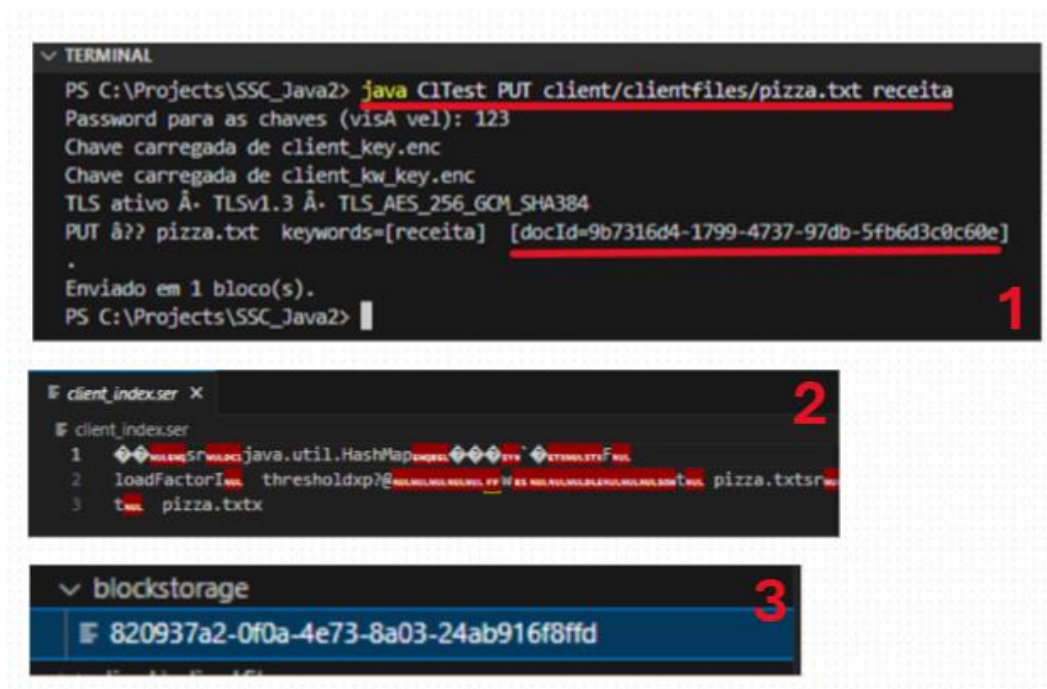 TERMINAL
PS C:\Projects\SSC_Java2> java ClTest PUT client/clientfiles/pizza.txt receita
Password para as chaves (visA vel): 123
Chave carregada de client_key.enc
Chave carregada de client_kw_key.enc
TLS ativo Â· TLSv1.3 Â· TLS_AES_256_GCM_SHA384
PUT â?? pizza.txt keywords=[receita] [docId=9b7316d4-1799-4737-97db-5fb6d3c0c60e]
.
Enviado em 1 bloco(s).
PS C:\Projects\SSC_Java2>
1
client_index.ser ×
2
client_index.ser
1 sr java.util.HashMap F
2 loadFactorI thresholdxp?@ w t pizza.txtsr
3 t pizza.txtx
blockstorage
3
820937a2-0f0a-4e73-8a03-24ab916f8ffd